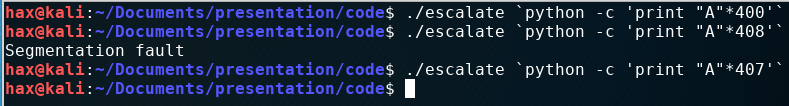 hax@kali:~/Documents/presentation/code$ ./escalate `python -c 'print "A"*400'`
hax@kali:~/Documents/presentation/code$ ./escalate `python -c 'print "A"*408'`
Segmentation fault
hax@kali:~/Documents/presentation/code$ ./escalate `python -c 'print "A"*407'`
hax@kali:~/Documents/presentation/code$